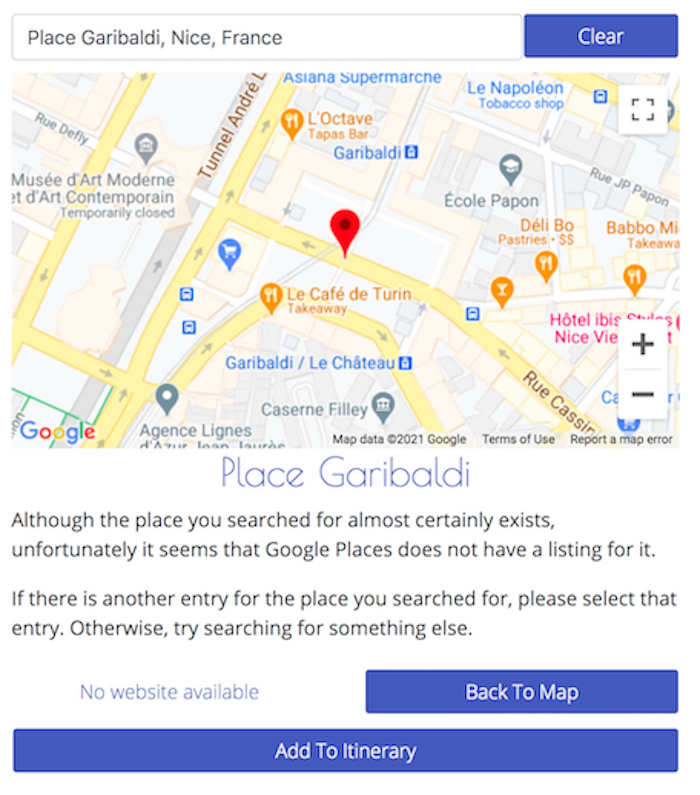 Place Garibaldi, Nice, France
Clear
Asiana Supermarche
Le Napoléon
Tobacco shop
Rue Defly
Tunnel André L
L'Octave
Tapas Bar
Garibaldi
Rue JP Papon
Musée d'Art Moderne
et d'Art Contemporain
Temporarily closed
École Papon
Déli Bo
Pastries • $$
Babbo Mi
Takeawa
Le Café de Turin
Takeaway
Hôtel ibis Styles
Nice Vie
Garibaldi / Le Château
Rue Cassin
Ca
Caserne Filley
Agence Lignes
d'Azur Jean Jaurès
Google
Map data ©2021 Google
Terms of Use
Report a map error
Place Garibaldi
Although the place you searched for almost certainly exists,
unfortunately it seems that Google Places does not have a listing for it.
If there is another entry for the place you searched for, please select that
entry. Otherwise, try searching for something else.
No website available
Back To Map
Add To Itinerary